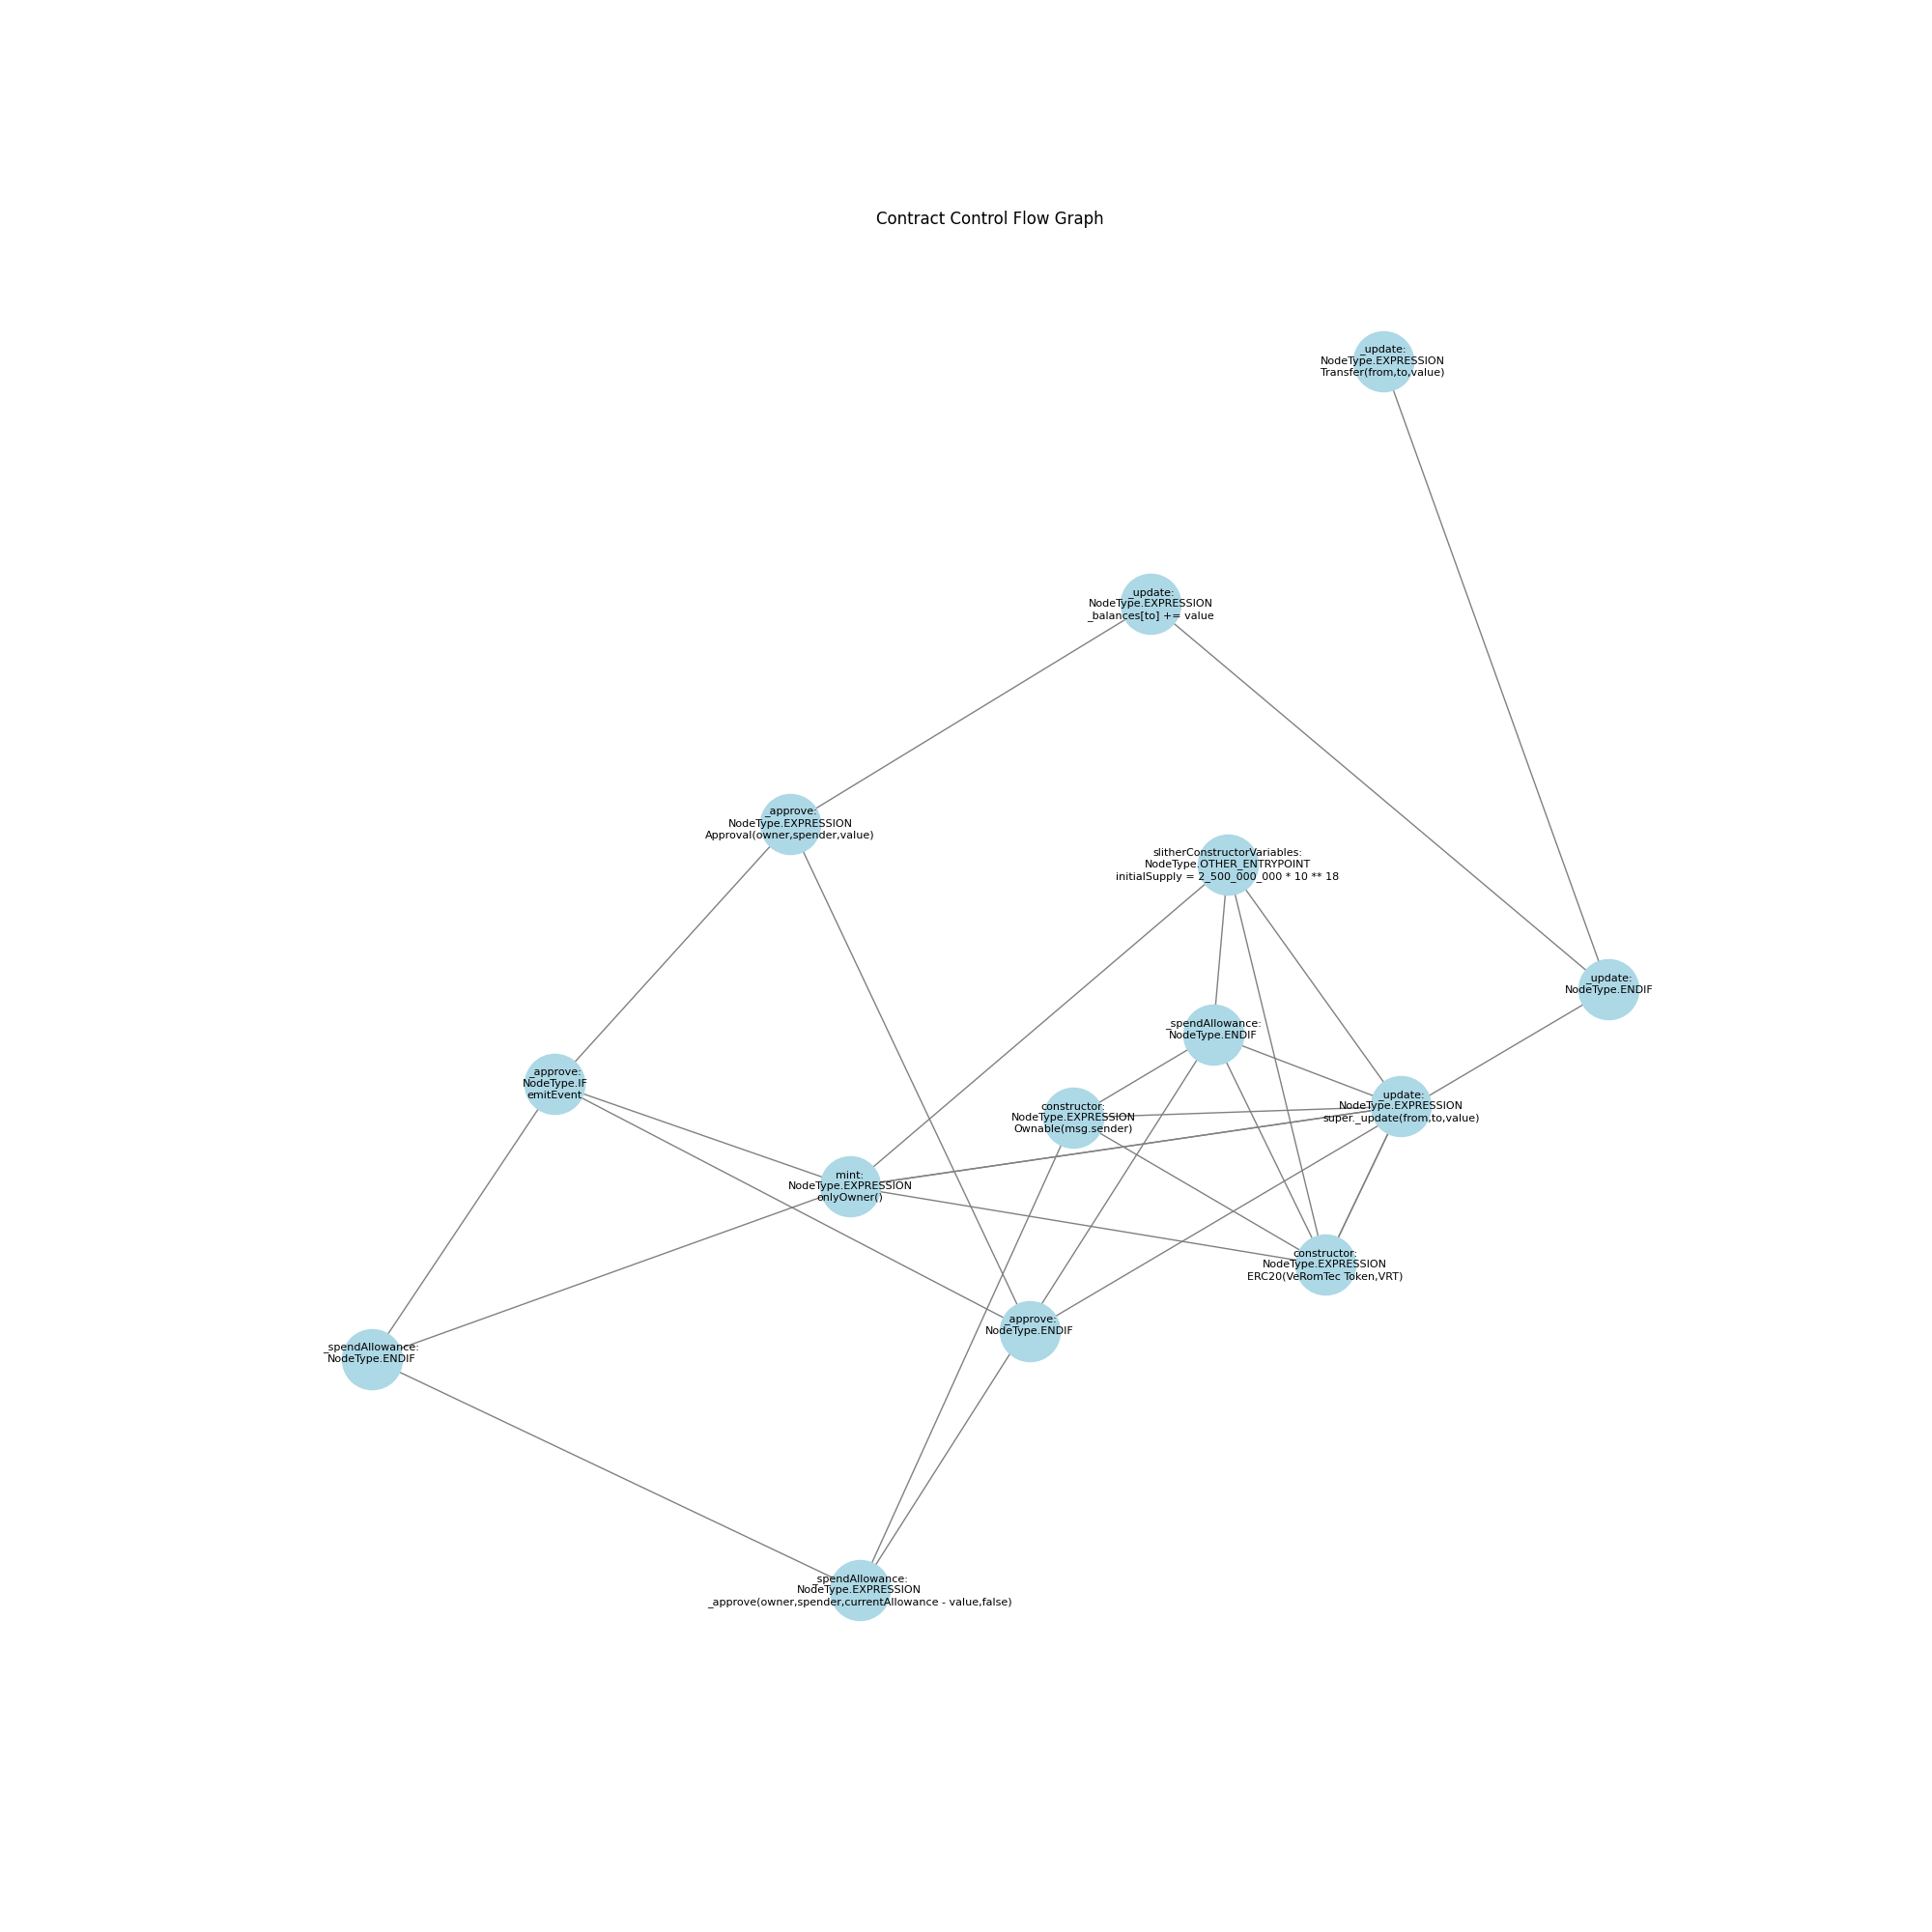 Contract Control Flow Graph
_update:
NodeType.EXPRESSION
Transfer(from,to,value)
_update:
NodeType.EXPRESSION
_balances[to] += value
_approve:
NodeType.EXPRESSION
Approval(owner,spender,value)
slitherConstructorVariables:
NodeType.OTHER_ENTRYPOINT
initialSupply = 2_500_000_000 * 10 ** 18
_update:
NodeType.ENDIF
_spendAllowance:
NodeType.ENDIF
_approve:
NodeType.IF
emitEvent
constructor:
NodeType.EXPRESSION
Ownable(msg.sender)
_update:
NodeType.EXPRESSION
super._update(from,to,value)
mint:
NodeType.EXPRESSION
onlyOwner()
constructor:
NodeType.EXPRESSION
ERC20(VeRomTec Token,VRT)
_approve:
NodeType.ENDIF
_spendAllowance:
NodeType.ENDIF
_spendAllowance:
NodeType.EXPRESSION
_approve(owner,spender,currentAllowance - value,false)